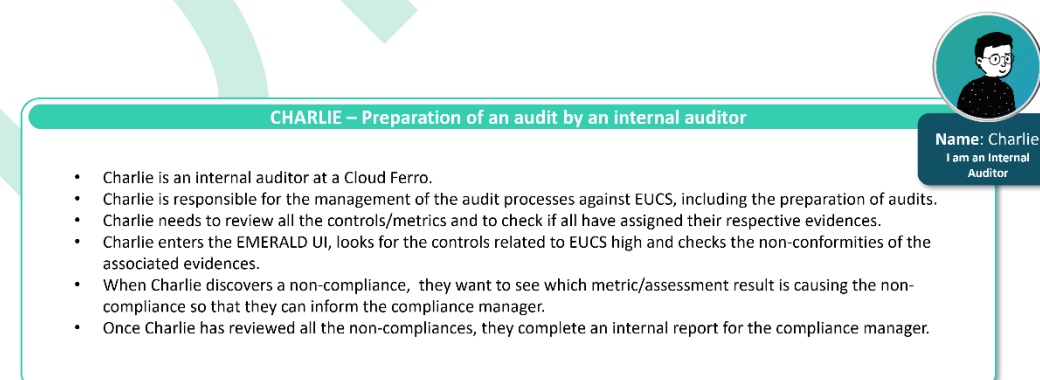 CHARLIE – Preparation of an audit by an internal auditor
Name: Charlie
I am an Internal
Auditor
• Charlie is an internal auditor at a Cloud Ferro.
• Charlie is responsible for the management of the audit processes against EUCS, including the preparation of audits.
• Charlie needs to review all the controls/metrics and to check if all have assigned their respective evidences.
• Charlie enters the EMERALD UI, looks for the controls related to EUCS high and checks the non-conformities of the
associated evidences.
• When Charlie discovers a non-compliance, they want to see which metric/assessment result is causing the non-
compliance so that they can inform the compliance manager.
• Once Charlie has reviewed all the non-compliances, they complete an internal report for the compliance manager.